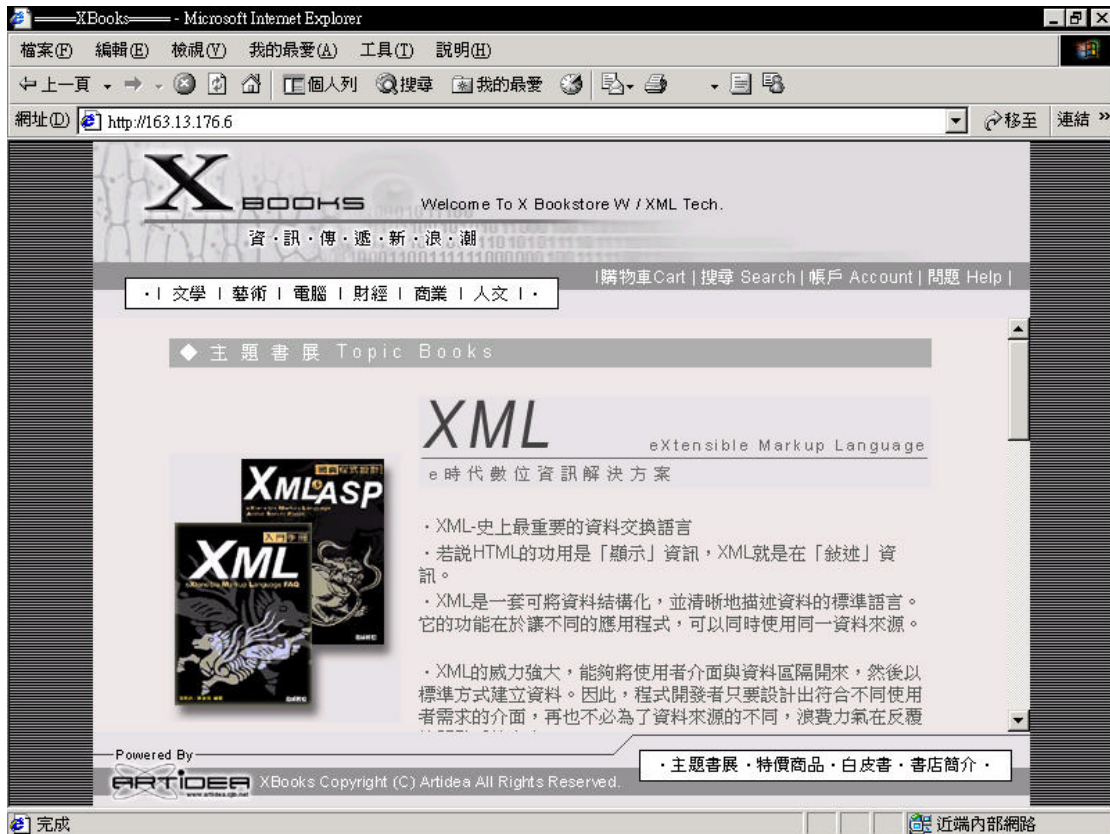 ═══XBooks═══ - Microsoft Internet Explorer
檔案(F) 編輯(E) 檢視(V) 我的最愛(A) 工具(T) 說明(H)
上一頁 個人列 搜尋 我的最愛
網址(D) http://163.13.176.6 移至 連結 »
X BOOKS Welcome To X Bookstore W / XML Tech.
資・訊・傳・遞・新・浪・潮
|購物車Cart | 搜尋 Search | 帳戶 Account | 問題 Help |
・| 文學 | 藝術 | 電腦 | 財經 | 商業 | 人文 |・
◆ 主題書展 Topic Books
XML
eXtensible Markup Language
e時代數位資訊解決方案
XML ASP
入門手冊
XML
eXtensible Markup Language FAQ
・XML-史上最重要的資料交換語言
・若說HTML的功用是「顯示」資訊，XML就是在「敘述」資
訊。
・XML是一套可將資料結構化，並清晰地描述資料的標準語言。
它的功能在於讓不同的應用程式，可以同時使用同一資料來源。
・XML的威力強大，能夠將使用者介面與資料區隔開來，然後以
標準方式建立資料。因此，程式開發者只要設計出符合不同使用
者需求的介面，再也不必為了資料來源的不同，浪費力氣在反覆
Powered By
ARTIDEA XBooks Copyright (C) Artidea All Rights Reserved.
・主題書展・特價商品・白皮書・書店簡介・
完成 近端內部網路